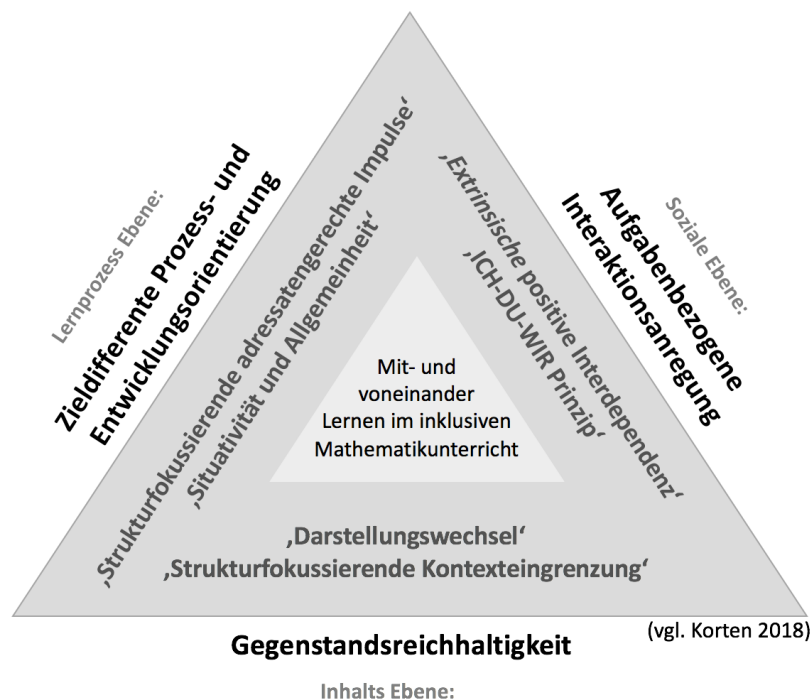 Lernprozess Ebene:
Zieldifferente Prozess- und
Entwicklungsorientierung
‚Strukturfokussierende adressatengerechte Impulse‘
‚Situativität und Allgemeinheit‘
Soziale Ebene:
Aufgabenbezogene
Interaktionsanregung
‚Extrinsische positive Interdependenz‘
‚ICH-DU-WIR Prinzip‘
Mit- und
voneinander
Lernen im inklusiven
Mathematikunterricht
‚Darstellungswechsel‘
‚Strukturfokussierende Kontexteingrenzung‘
(vgl. Korten 2018)
Gegenstandsreichhaltigkeit
Inhalts Ebene: